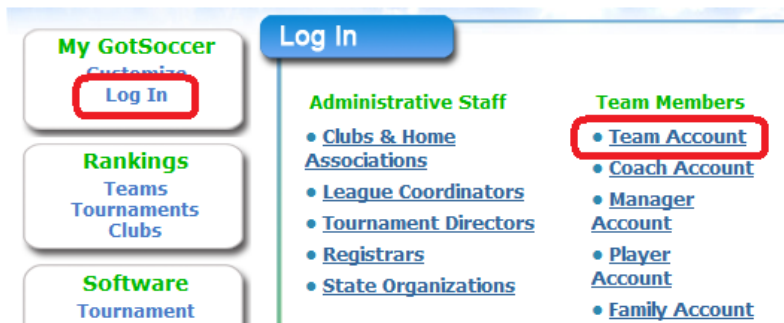 My GotSoccer
Customize
Log In
Rankings
Teams
Tournaments
Clubs
Software
Tournament
Log In
Administrative Staff
• Clubs & Home
Associations
• League Coordinators
• Tournament Directors
• Registrars
• State Organizations
Team Members
• Team Account
• Coach Account
• Manager
Account
• Player
Account
• Family Account